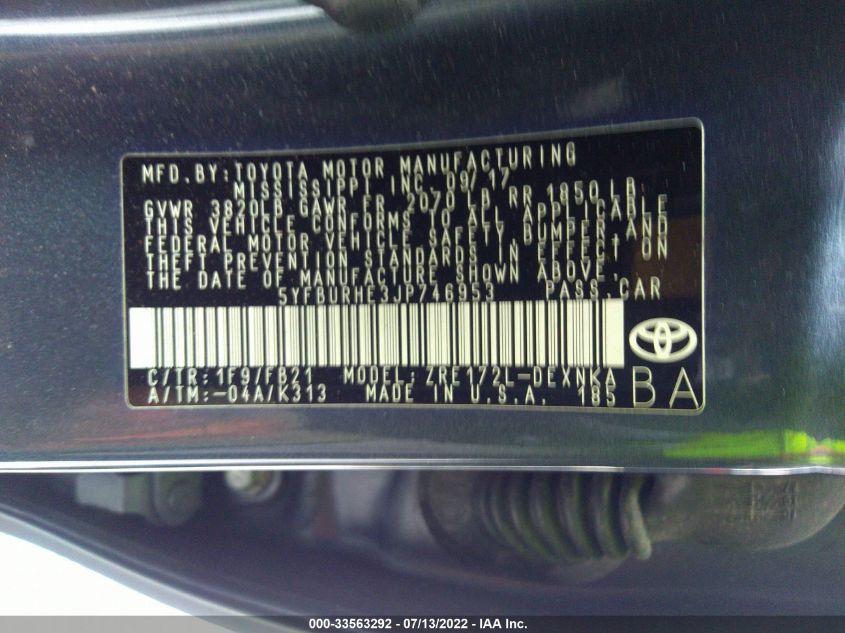 MFD.BY:TOYOTA MOTOR MANUFACTURING
MISSISSIPPI INC. 09/17
GVWR 3820LB GAWR FR 2070 LB RR 1850 LB
THIS VEHICLE CONFORMS TO ALL APPLICABLE
FEDERAL MOTOR VEHICLE SAFETY,BUMPER,AND
THEFT PREVENTION STANDARDS IN EFFECT ON
THE DATE OF MANUFACTURE SHOWN ABOVE.
5YFBURHE3JP746953 PASS.CAR
C/TR:1F9/FB21 MODEL:ZRE172L-DEXNKA
A/TM:-04A/K313 MADE IN U.S.A. 185
BA
000-33563292 - 07/13/2022 - IAA Inc.